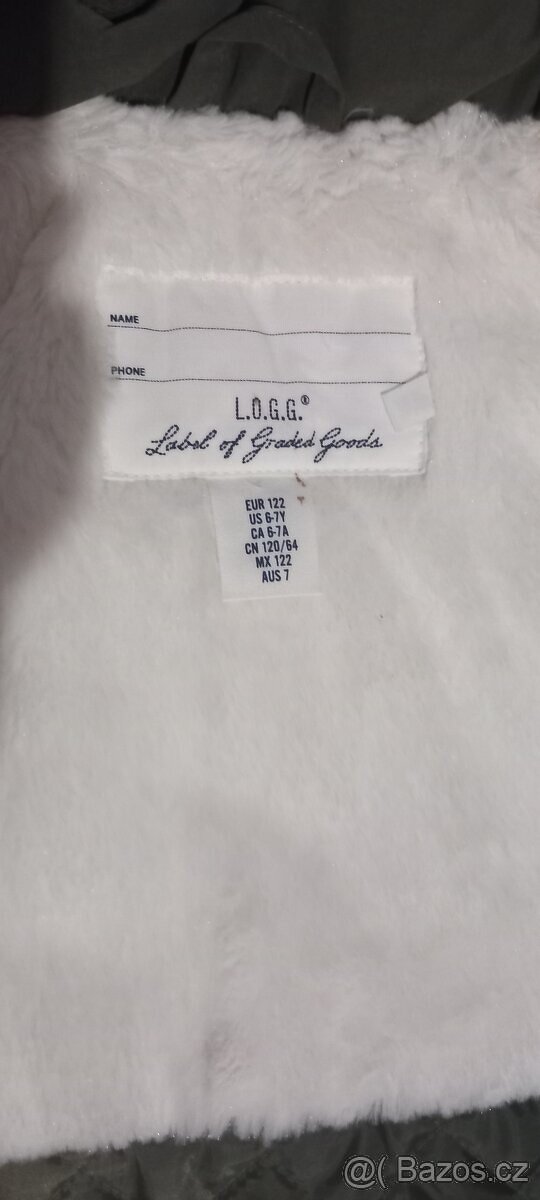 NAME
PHONE
L.O.G.G.®
Label of Graded Goods
EUR 122
US 6-7Y
CA 6-7A
CN 120/64
MX 122
AUS 7
@( Bazos.cz